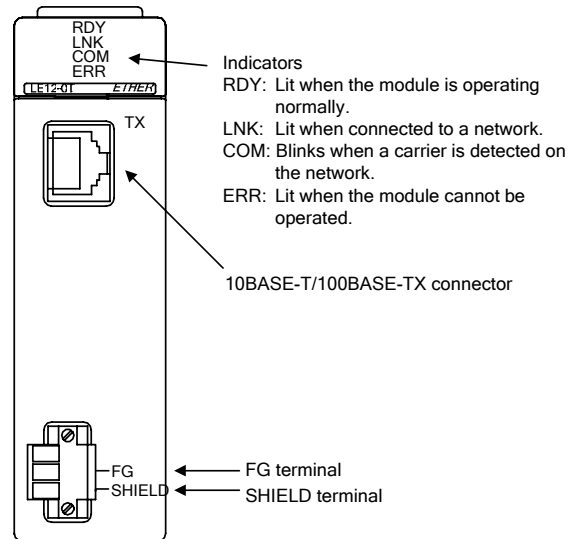 RDY
LNK
COM
ERR
LE12-0T ETHER
TX
Indicators
RDY: Lit when the module is operating
normally.
LNK: Lit when connected to a network.
COM: Blinks when a carrier is detected on
the network.
ERR: Lit when the module cannot be
operated.
10BASE-T/100BASE-TX connector
FG
SHIELD
FG terminal
SHIELD terminal